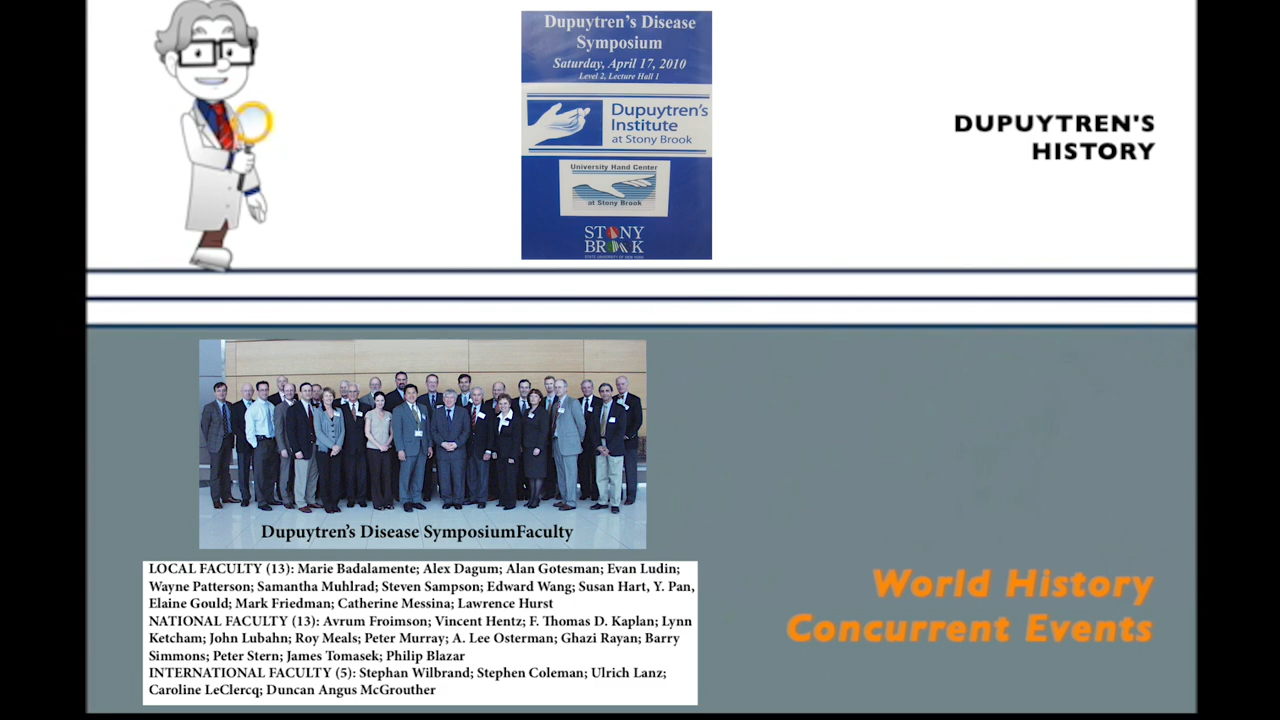 Dupuytren's Disease
Symposium
Saturday, April 17, 2010
Level 2, Lecture Hall 1
Dupuytren's
Institute
at Stony Brook
University Hand Center
at Stony Brook
STONY
BROOK
STATE UNIVERSITY OF NEW YORK
DUPUYTREN'S
HISTORY
Dupuytren's Disease SymposiumFaculty
LOCAL FACULTY (13): Marie Badalamente; Alex Dagum; Alan Gotesman; Evan Ludin;
Wayne Patterson; Samantha Muhlrad; Steven Sampson; Edward Wang; Susan Hart, Y. Pan,
Elaine Gould; Mark Friedman; Catherine Messina; Lawrence Hurst
NATIONAL FACULTY (13): Avrum Froimson; Vincent Hentz; F. Thomas D. Kaplan; Lynn
Ketcham; John Lubahn; Roy Meals; Peter Murray; A. Lee Osterman; Ghazi Rayan; Barry
Simmons; Peter Stern; James Tomasek; Philip Blazar
INTERNATIONAL FACULTY (5): Stephan Wilbrand; Stephen Coleman; Ulrich Lanz;
Caroline LeClercq; Duncan Angus McGrouther
World History
Concurrent Events